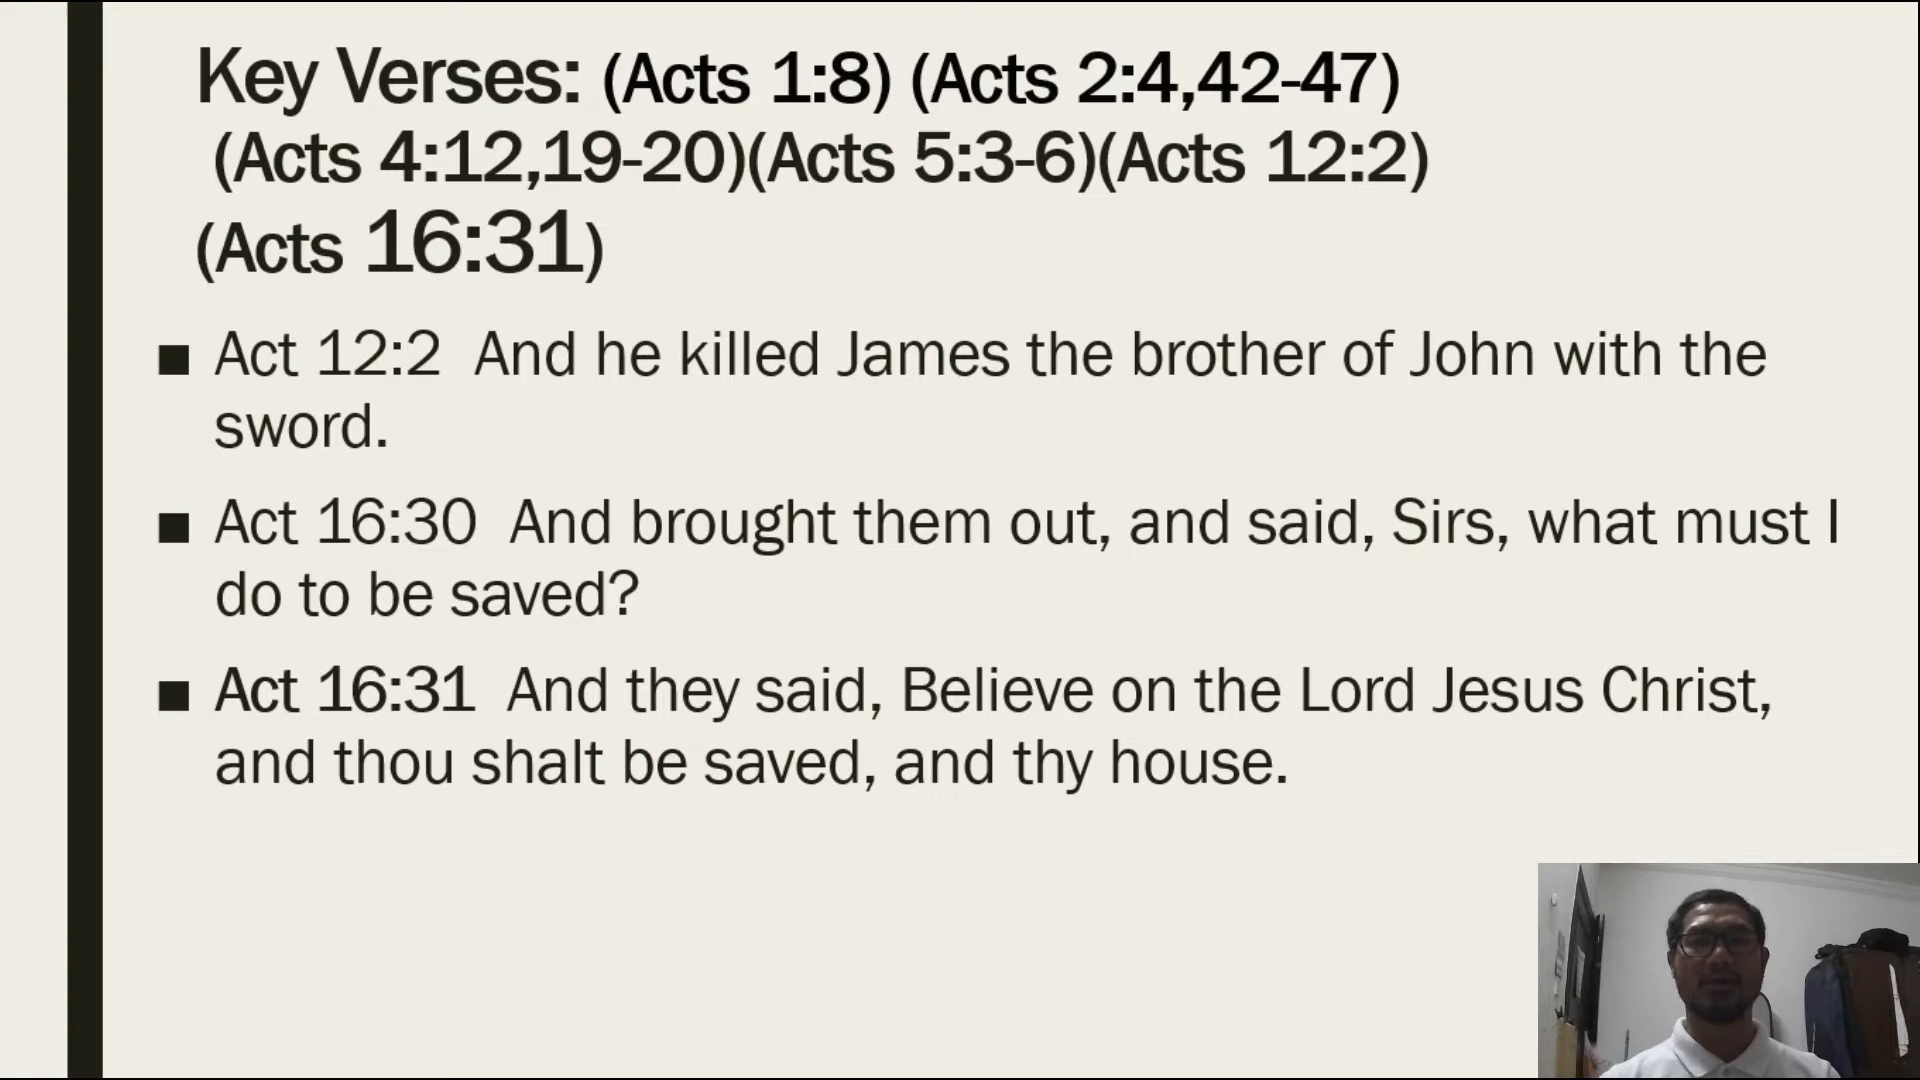 Key Verses: (Acts 1:8) (Acts 2:4,42-47)
(Acts 4:12,19-20)(Acts 5:3-6)(Acts 12:2)
(Acts 16:31)
■ Act 12:2 And he killed James the brother of John with the
sword.
■ Act 16:30 And brought them out, and said, Sirs, what must I
do to be saved?
■ Act 16:31 And they said, Believe on the Lord Jesus Christ,
and thou shalt be saved, and thy house.